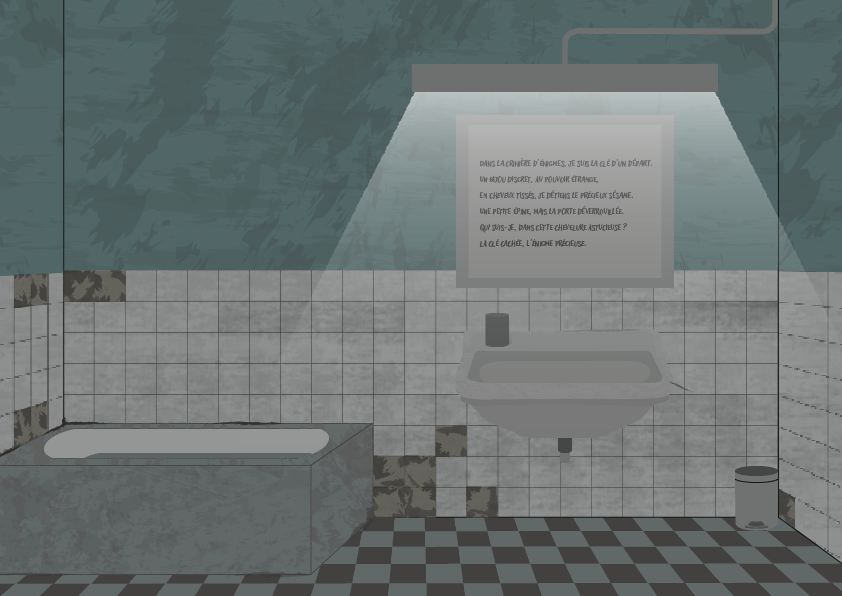 DANS LA CRINIÈRE D'ÉNIGMES, JE SUIS LA CLÉ D'UN DÉPART.
UN BIJOU DISCRET, AU POUVOIR ÉTRANGE.
EN CHEVEUX TISSÉS, JE DÉTIENS LE PRÉCIEUX SÉSAME.
UNE PETITE ÉPINE, MAIS LA PORTE DÉVERROUILLÉE.
QUI SUIS-JE, DANS CETTE CHEVELURE ASTUCIEUSE ?
LA CLÉ CACHÉE, L'ÉNIGME PRÉCIEUSE.